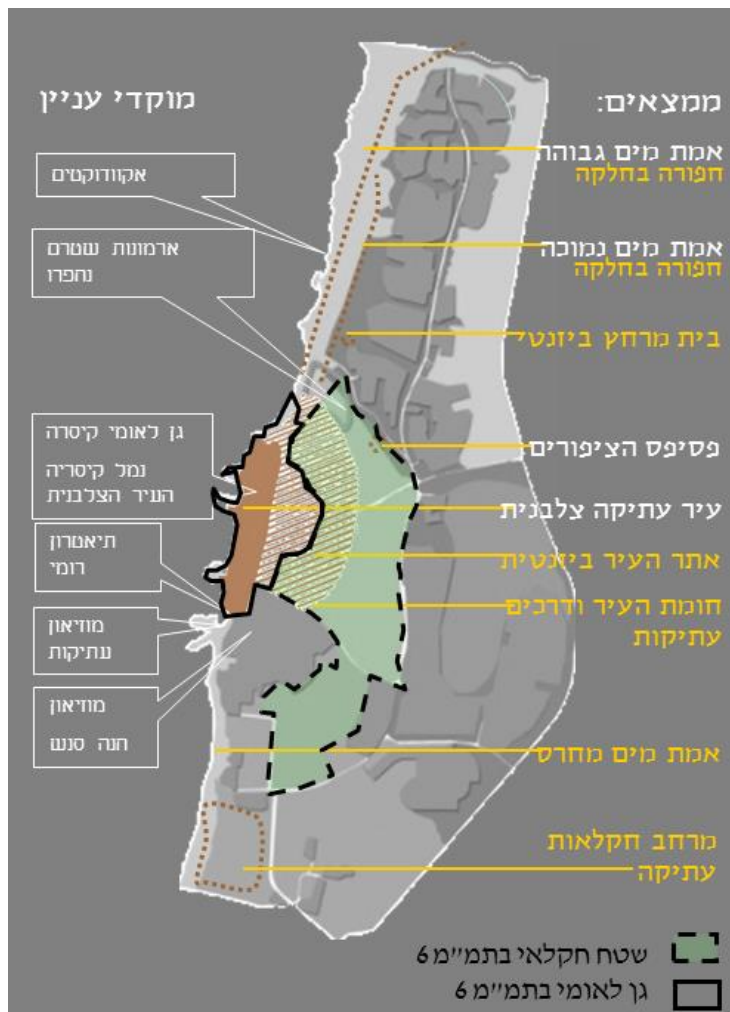 ממצאים:
אמת מים גבוהה
חפורה בחלקה
אמת מים נמוכה
חפורה בחלקה
בית מרחץ ביזנטי
פסיפס הציפורים
עיר עתיקה צלבנית
אתר העיר ביזנטית
חומת העיר ודרכים
עתיקות
אמת מים מחרס
מרחב חקלאות
עתיקה
מוקדי עניין
אקוודוקטים
ארמונות שטרם
נחפרו
גן לאומי קיסרה
נמל קיסריה
העיר הצלבנית
תיאטרון
רומי
מוזיאון
עתיקות
מוזיאון
חנה סנש
שטח חקלאי בתמ"מ 6
גן לאומי בתמ"מ 6